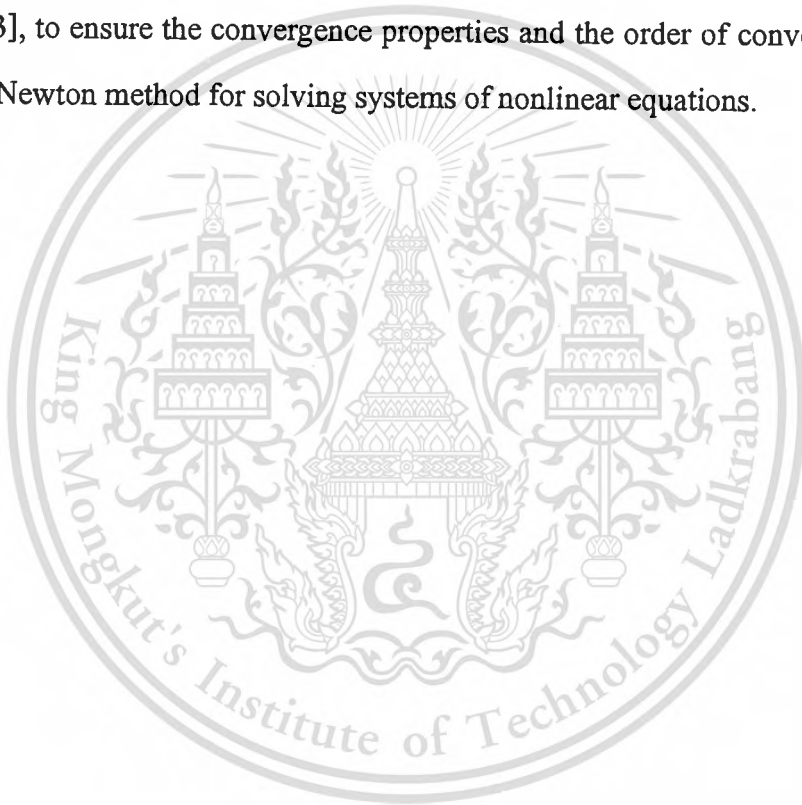 3], to ensure the convergence properties and the order of conve
Newton method for solving systems of nonlinear equations.
King Mongkut's Institute of Technology Ladkrabang